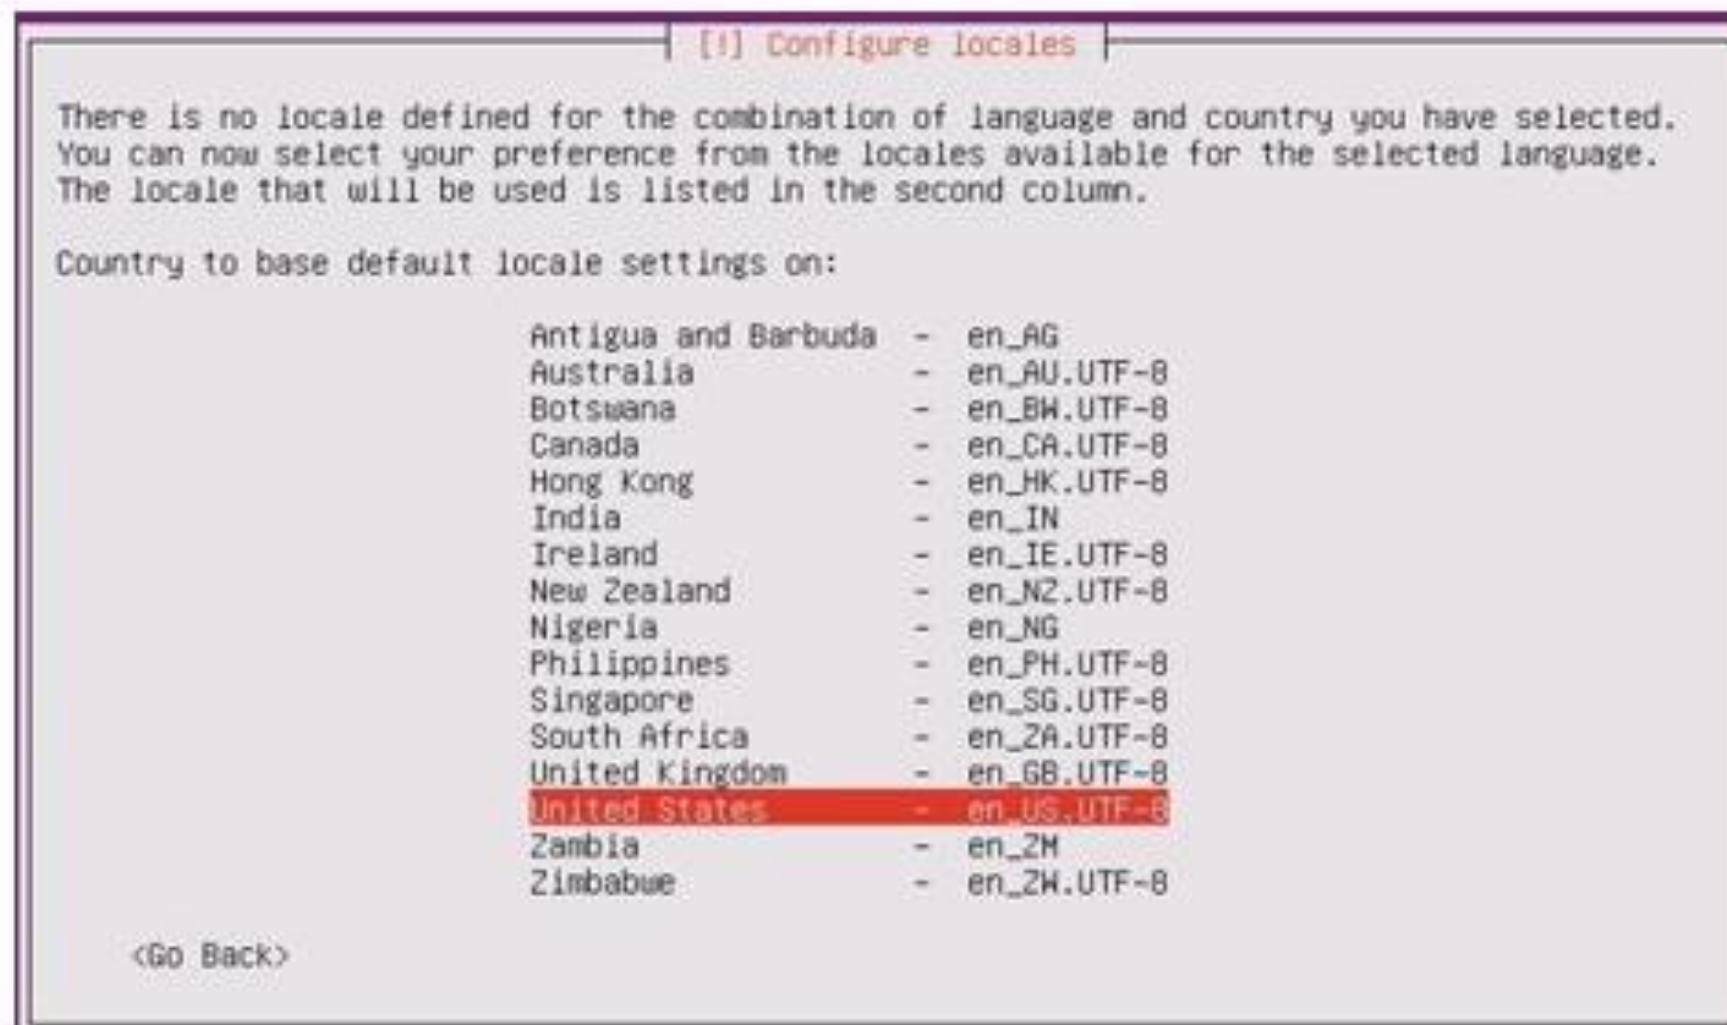 [!] Configure locales
There is no locale defined for the combination of language and country you have selected.
You can now select your preference from the locales available for the selected language.
The locale that will be used is listed in the second column.
Country to base default locale settings on:
Antigua and Barbuda - en_AG
Australia - en_AU.UTF-8
Botswana - en_BW.UTF-8
Canada - en_CA.UTF-8
Hong Kong - en_HK.UTF-8
India - en_IN
Ireland - en_IE.UTF-8
New Zealand - en_NZ.UTF-8
Nigeria - en_NG
Philippines - en_PH.UTF-8
Singapore - en_SG.UTF-8
South Africa - en_ZA.UTF-8
United Kingdom - en_GB.UTF-8
United States - en_US.UTF-8
Zambia - en_ZM
Zimbabwe - en_ZW.UTF-8
<Go Back>